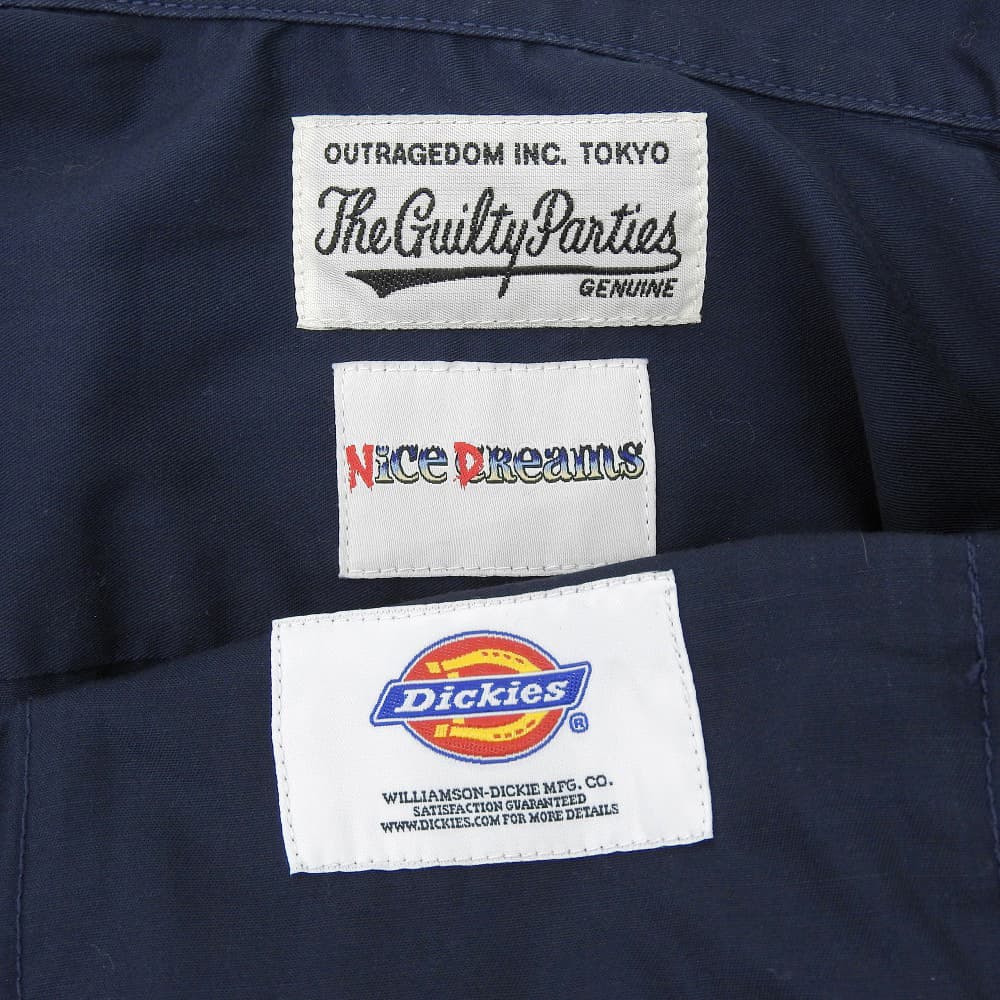 OUTRAGEDOM INC. TOKYO
The Guilty Parties
GENUINE
Nice Dreams
Dickies®
WILLIAMSON-DICKIE MFG. CO.
SATISFACTION GUARANTEED
WWW.DICKIES.COM FOR MORE DETAILS